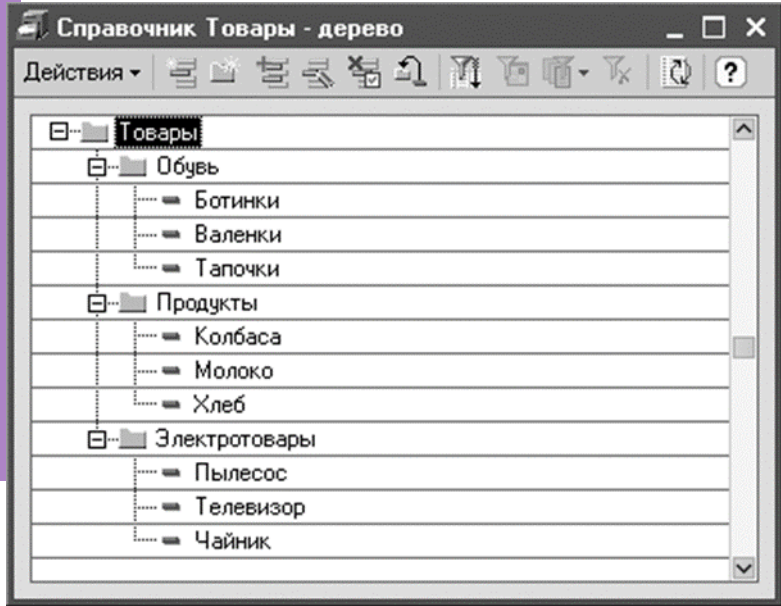 Справочник Товары - дерево
Действия
Товары
Обувь
Ботинки
Валенки
Тапочки
Продукты
Колбаса
Молоко
Хлеб
Электротовары
Пылесос
Телевизор
Чайник